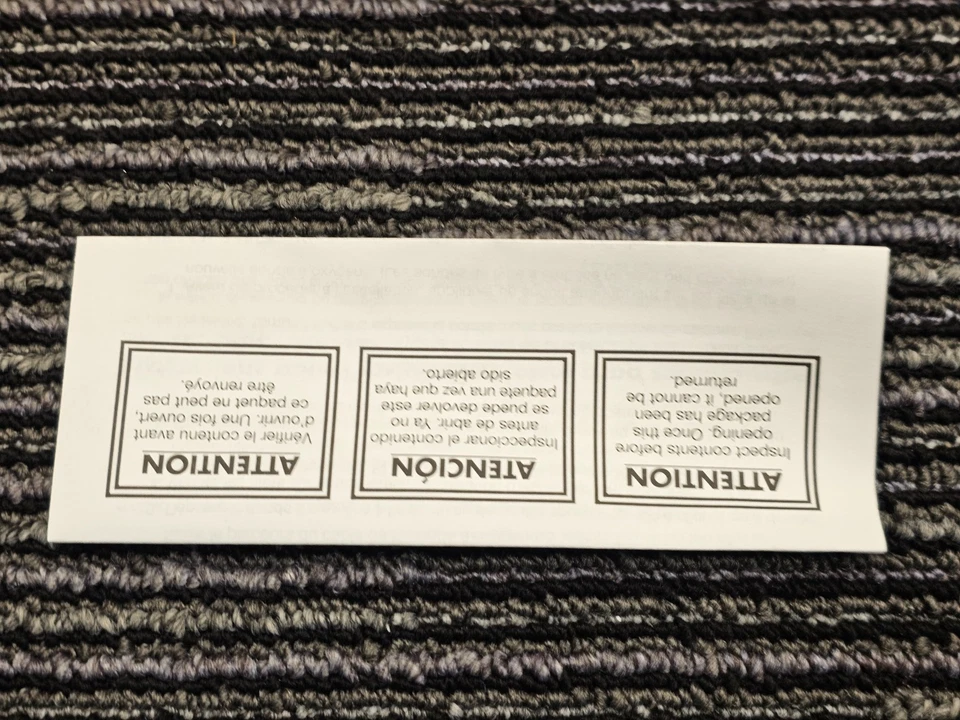 ATTENTION
Inspect contents before
opening. Once this
package has been
opened, it cannot be
returned.
ATENCIÓN
Inspeccionar el contenido
antes de abrir. Ya no
se puede devolver este
paquete una vez que haya
sido abierto.
ATTENTION
Vérifier le contenu avant
d'ouvrir. Une fois ouvert,
ce paquet ne peut pas
être renvoyé.